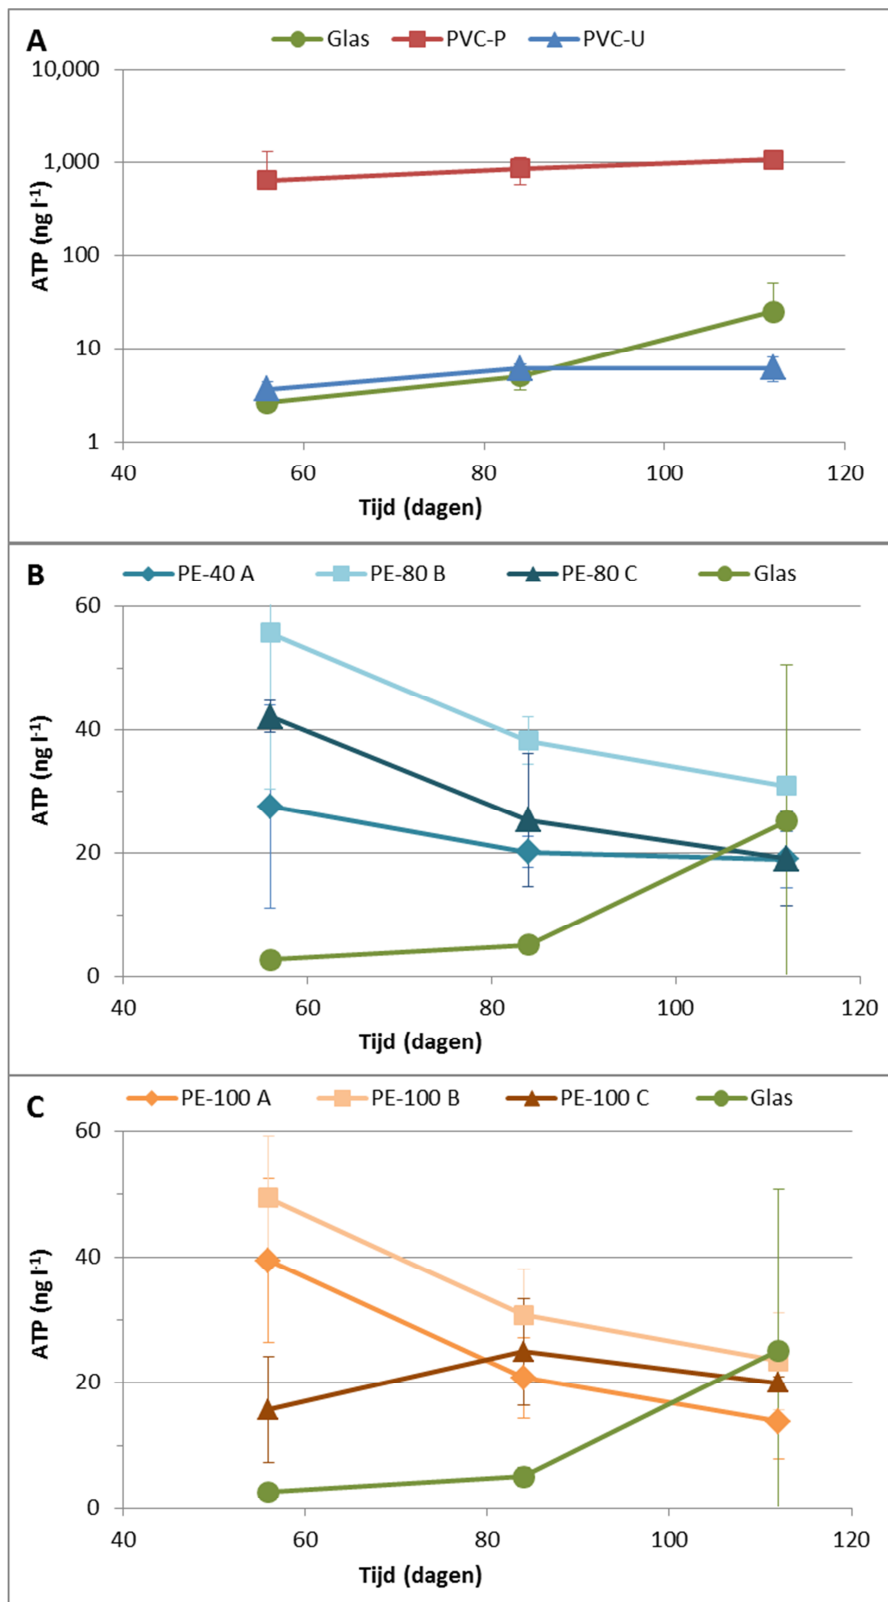 A
Glas PVC-P PVC-U
10,000
1,000
100
10
1
ATP (ng l-1)
40 60 80 100 120
Tijd (dagen)
B
PE-40 A PE-80 B PE-80 C Glas
60
40
20
0
ATP (ng l-1)
40 60 80 100 120
Tijd (dagen)
C
PE-100 A PE-100 B PE-100 C Glas
60
40
20
0
ATP (ng l-1)
40 60 80 100 120
Tijd (dagen)